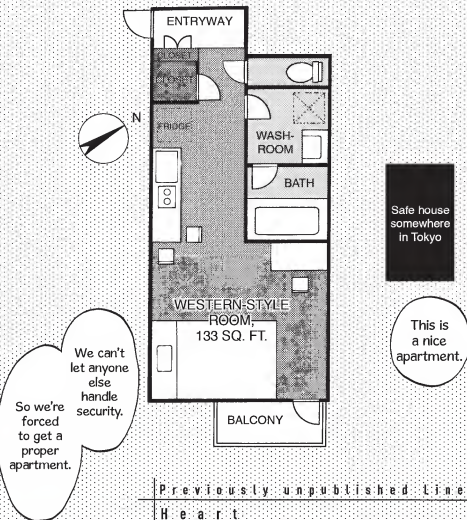 ENTRYWAY
CLOSET
CLOSET
N
FRIDGE
WASH-
ROOM
BATH
Safe house
somewhere
in Tokyo
WESTERN-STYLE
ROOM,
133 SQ. FT.
This is
a nice
apartment.
We can't
let anyone
else
handle
security.
So we're
forced
to get a
proper
apartment.
BALCONY
Previously unpublished Line
Heart